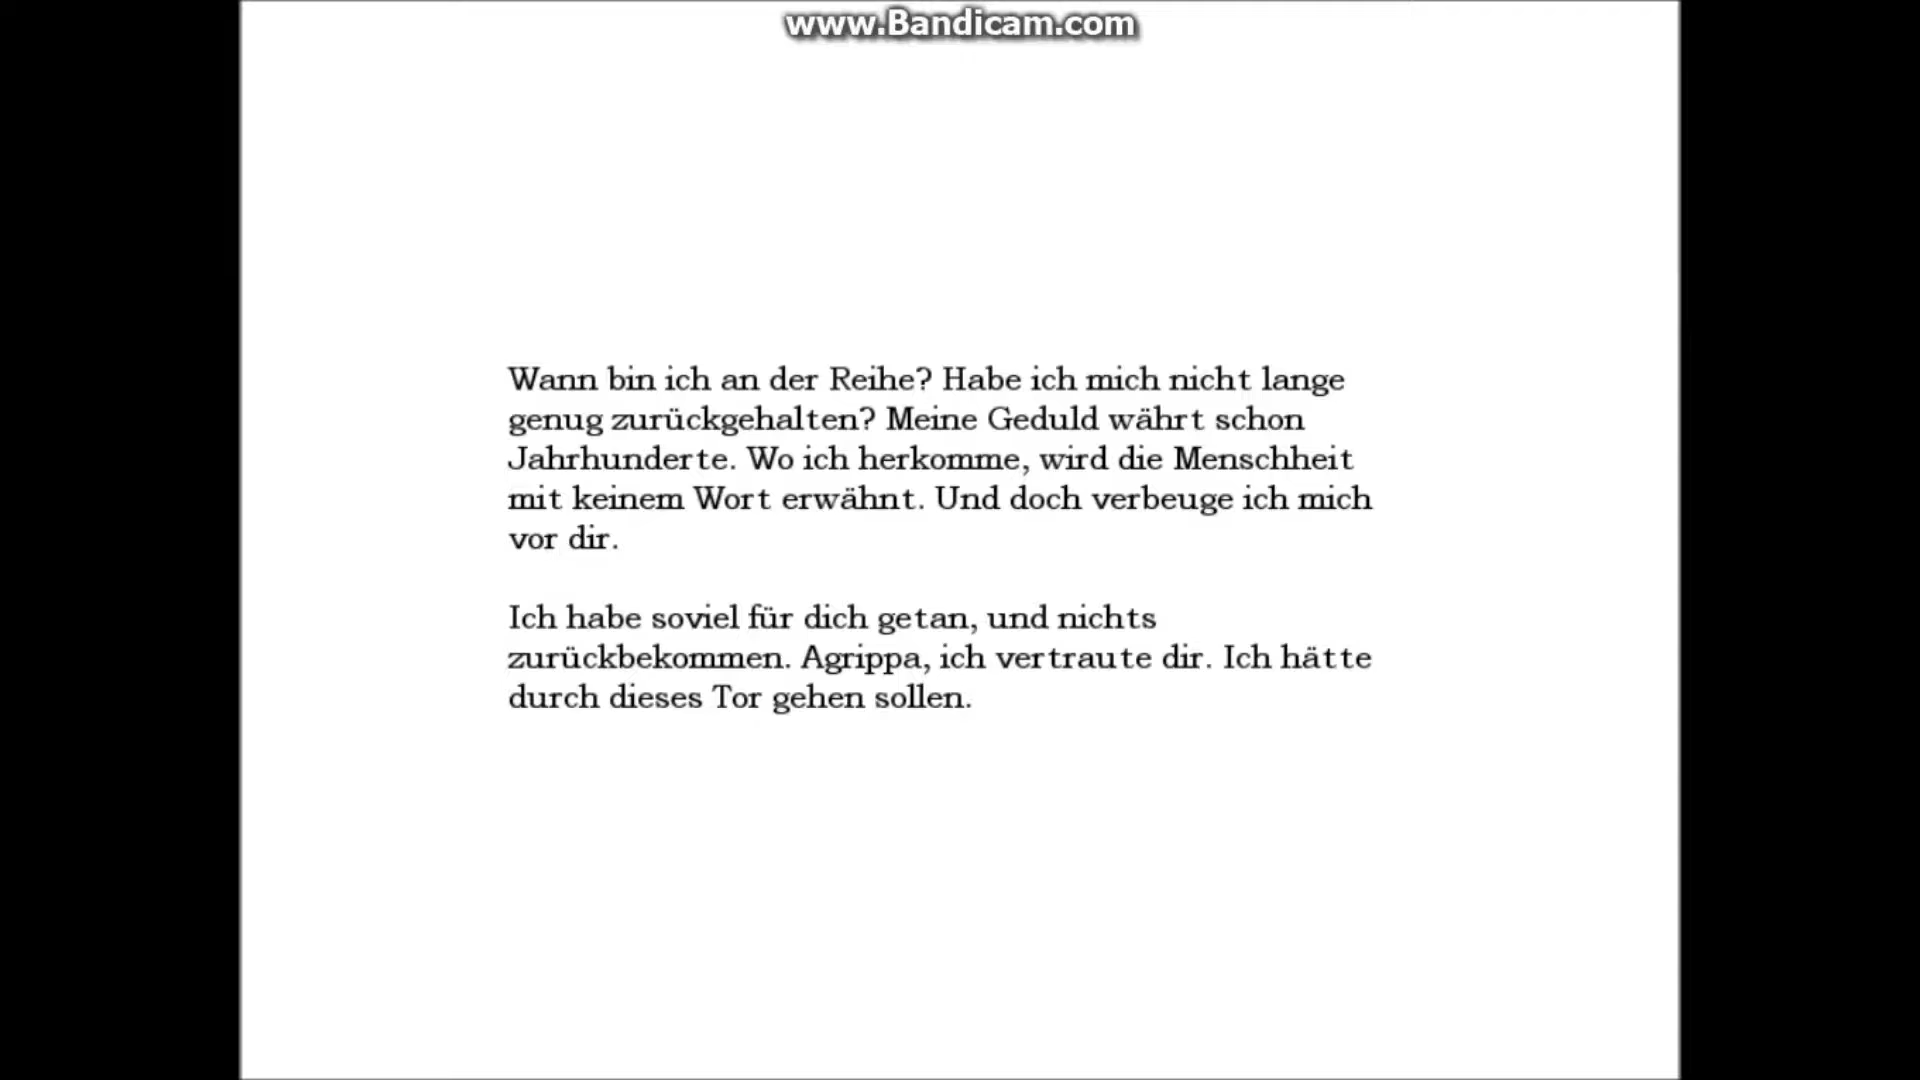 www.Bandicam.com
Wann bin ich an der Reihe? Habe ich mich nicht lange
genug zurückgehalten? Meine Geduld währt schon
Jahrhunderte. Wo ich herkomme, wird die Menschheit
mit keinem Wort erwähnt. Und doch verbeuge ich mich
vor dir.
Ich habe soviel für dich getan, und nichts
zurückbekommen. Agrippa, ich vertraute dir. Ich hätte
durch dieses Tor gehen sollen.